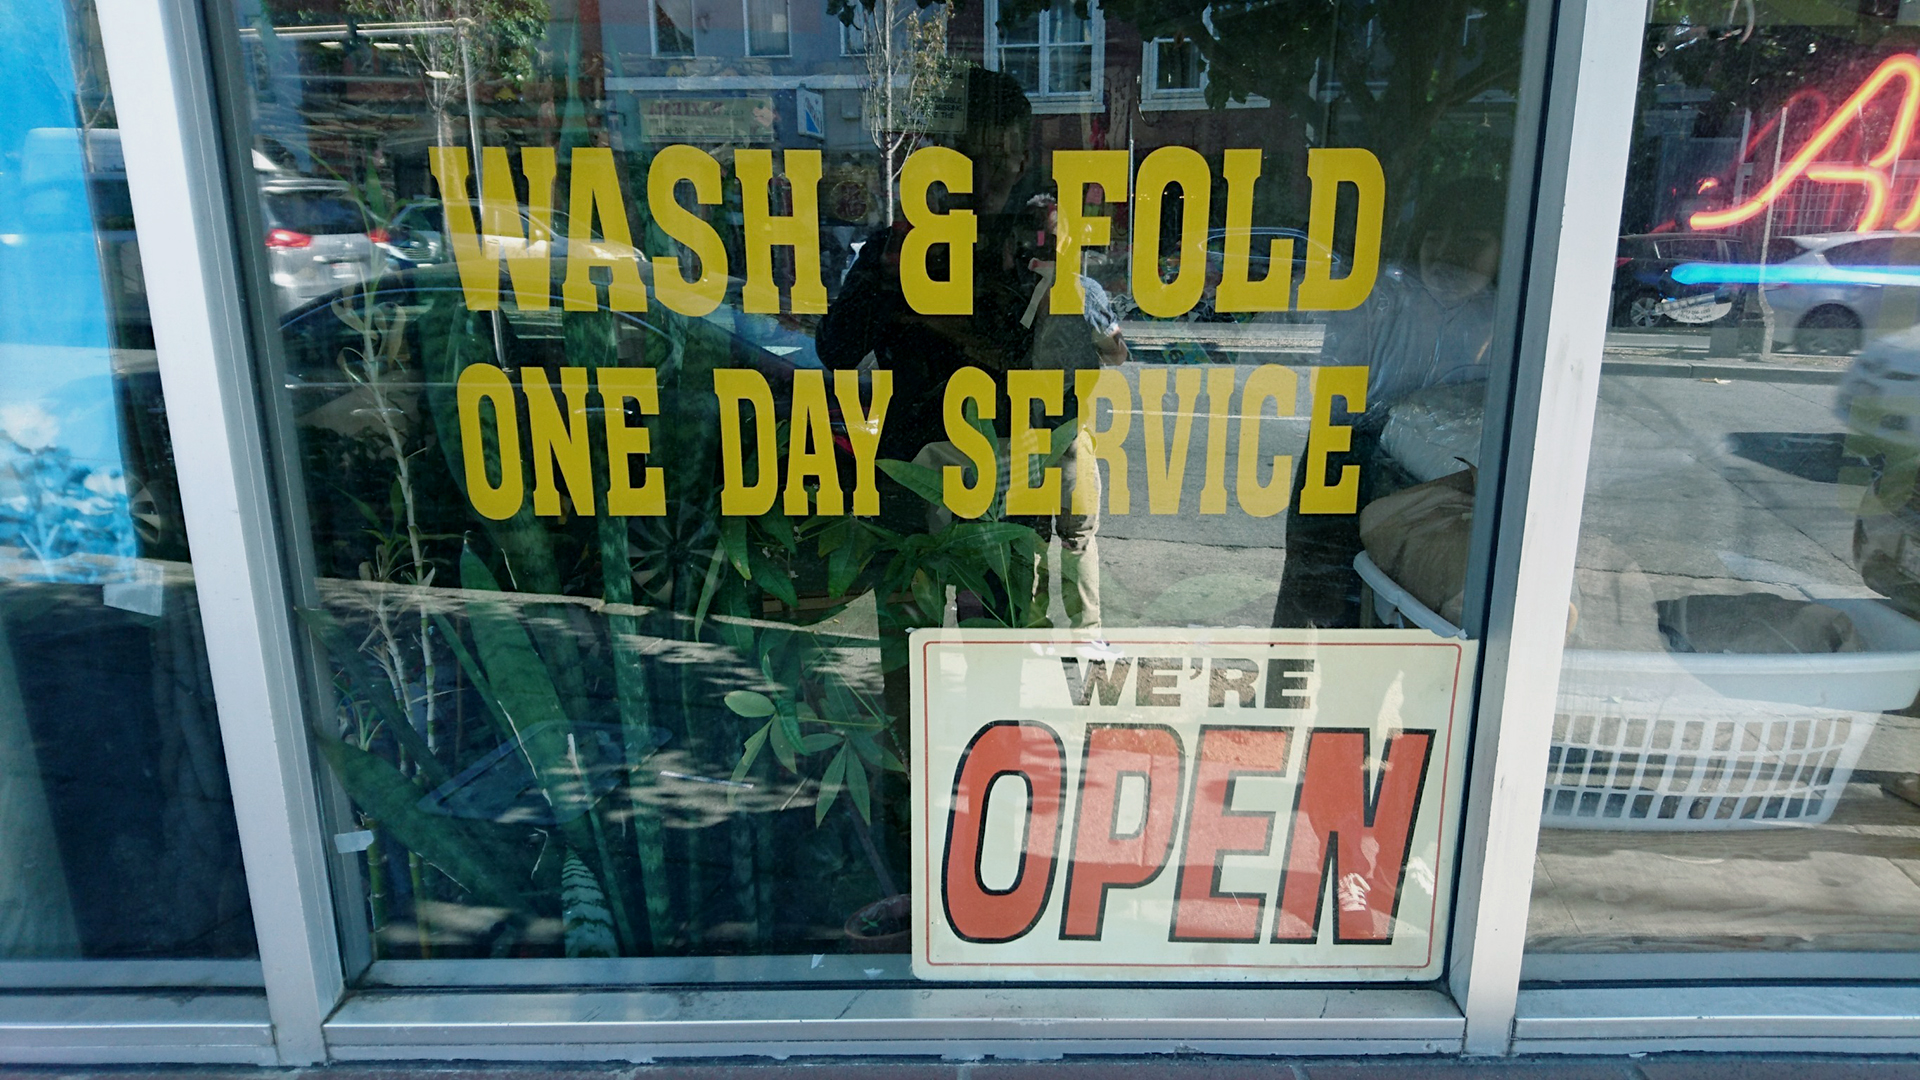 WASH & FOLD
ONE DAY SERVICE
WE'RE
OPEN